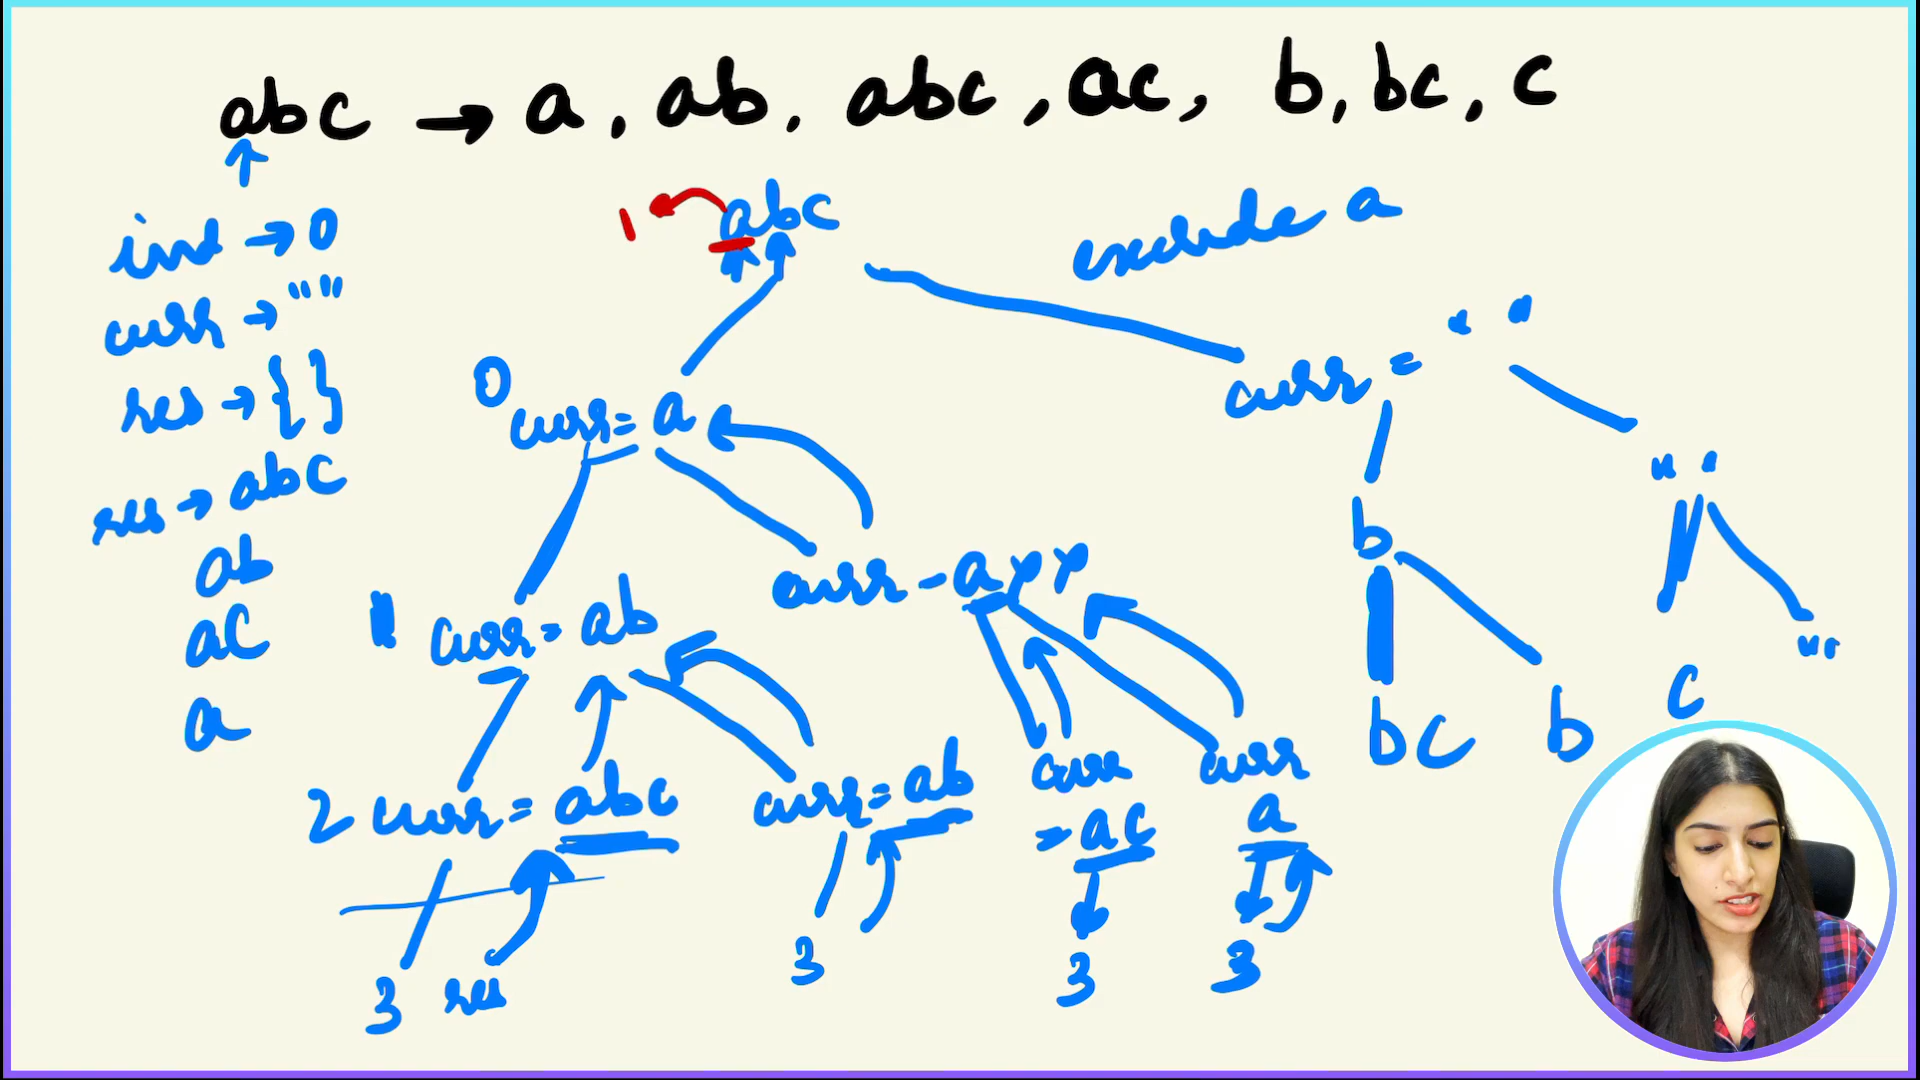 abc → a, ab, abc, ac, b, bc, c
1 abc
exclude a
ind → 0
curr → ""
res → { }
0 curr = a
curr = " "
res → abc
" "
ab
b
curr - a
1 curr = ab
""
ac
c
a
bc b
2 curr = abc
curr = ab
curr = ac
curr a
3 res
3
3
3